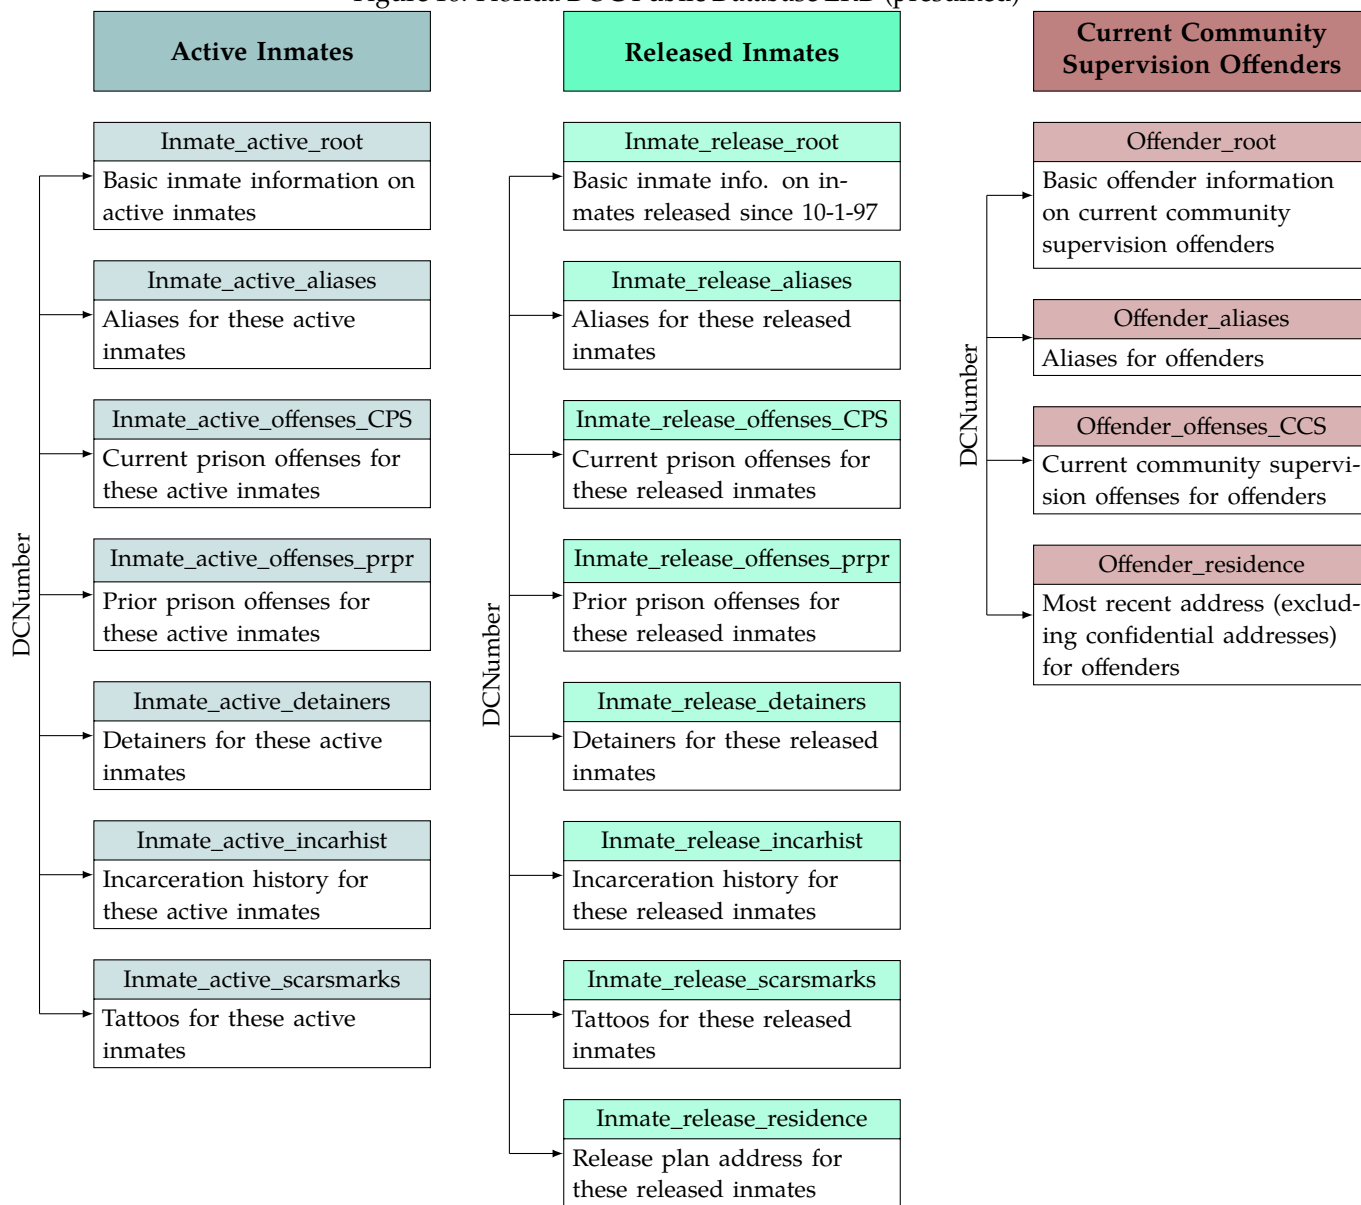 Active Inmates
Inmate_active_root
Basic inmate information on
active inmates
Inmate_active_aliases
Aliases for these active
inmates
Inmate_active_offenses_CPS
Current prison offenses for
these active inmates
Inmate_active_offenses_prpr
Prior prison offenses for
these active inmates
Inmate_active_detainers
Detainers for these active
inmates
Inmate_active_incarhist
Incarceration history for
these active inmates
Inmate_active_scarsmarks
Tattoos for these active
inmates
DCNumber
Released Inmates
Inmate_release_root
Basic inmate info. on in-
mates released since 10-1-97
Inmate_release_aliases
Aliases for these released
inmates
Inmate_release_offenses_CPS
Current prison offenses for
these released inmates
Inmate_release_offenses_prpr
Prior prison offenses for
these released inmates
Inmate_release_detainers
Detainers for these released
inmates
Inmate_release_incarhist
Incarceration history for
these released inmates
Inmate_release_scarsmarks
Tattoos for these released
inmates
Inmate_release_residence
Release plan address for
these released inmates
DCNumber
Current Community
Supervision Offenders
Offender_root
Basic offender information
on current community
supervision offenders
Offender_aliases
Aliases for offenders
Offender_offenses_CCS
Current community supervi-
sion offenses for offenders
Offender_residence
Most recent address (exclud-
ing confidential addresses)
for offenders
DCNumber